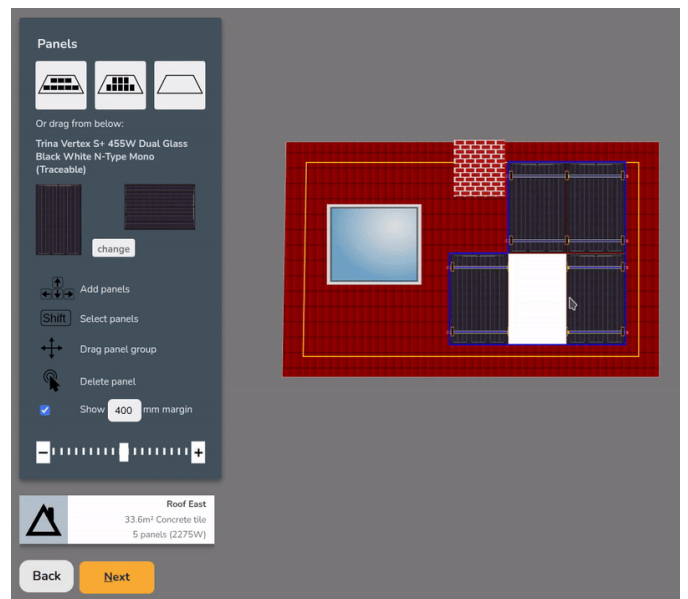 Panels
Or drag from below:
Trina Vertex S+ 455W Dual Glass
Black White N-Type Mono
(Traceable)
change
Add panels
Shift Select panels
Drag panel group
Delete panel
Show 400 mm margin
− +
Roof East
33.6m² Concrete tile
5 panels (2275W)
Back Next